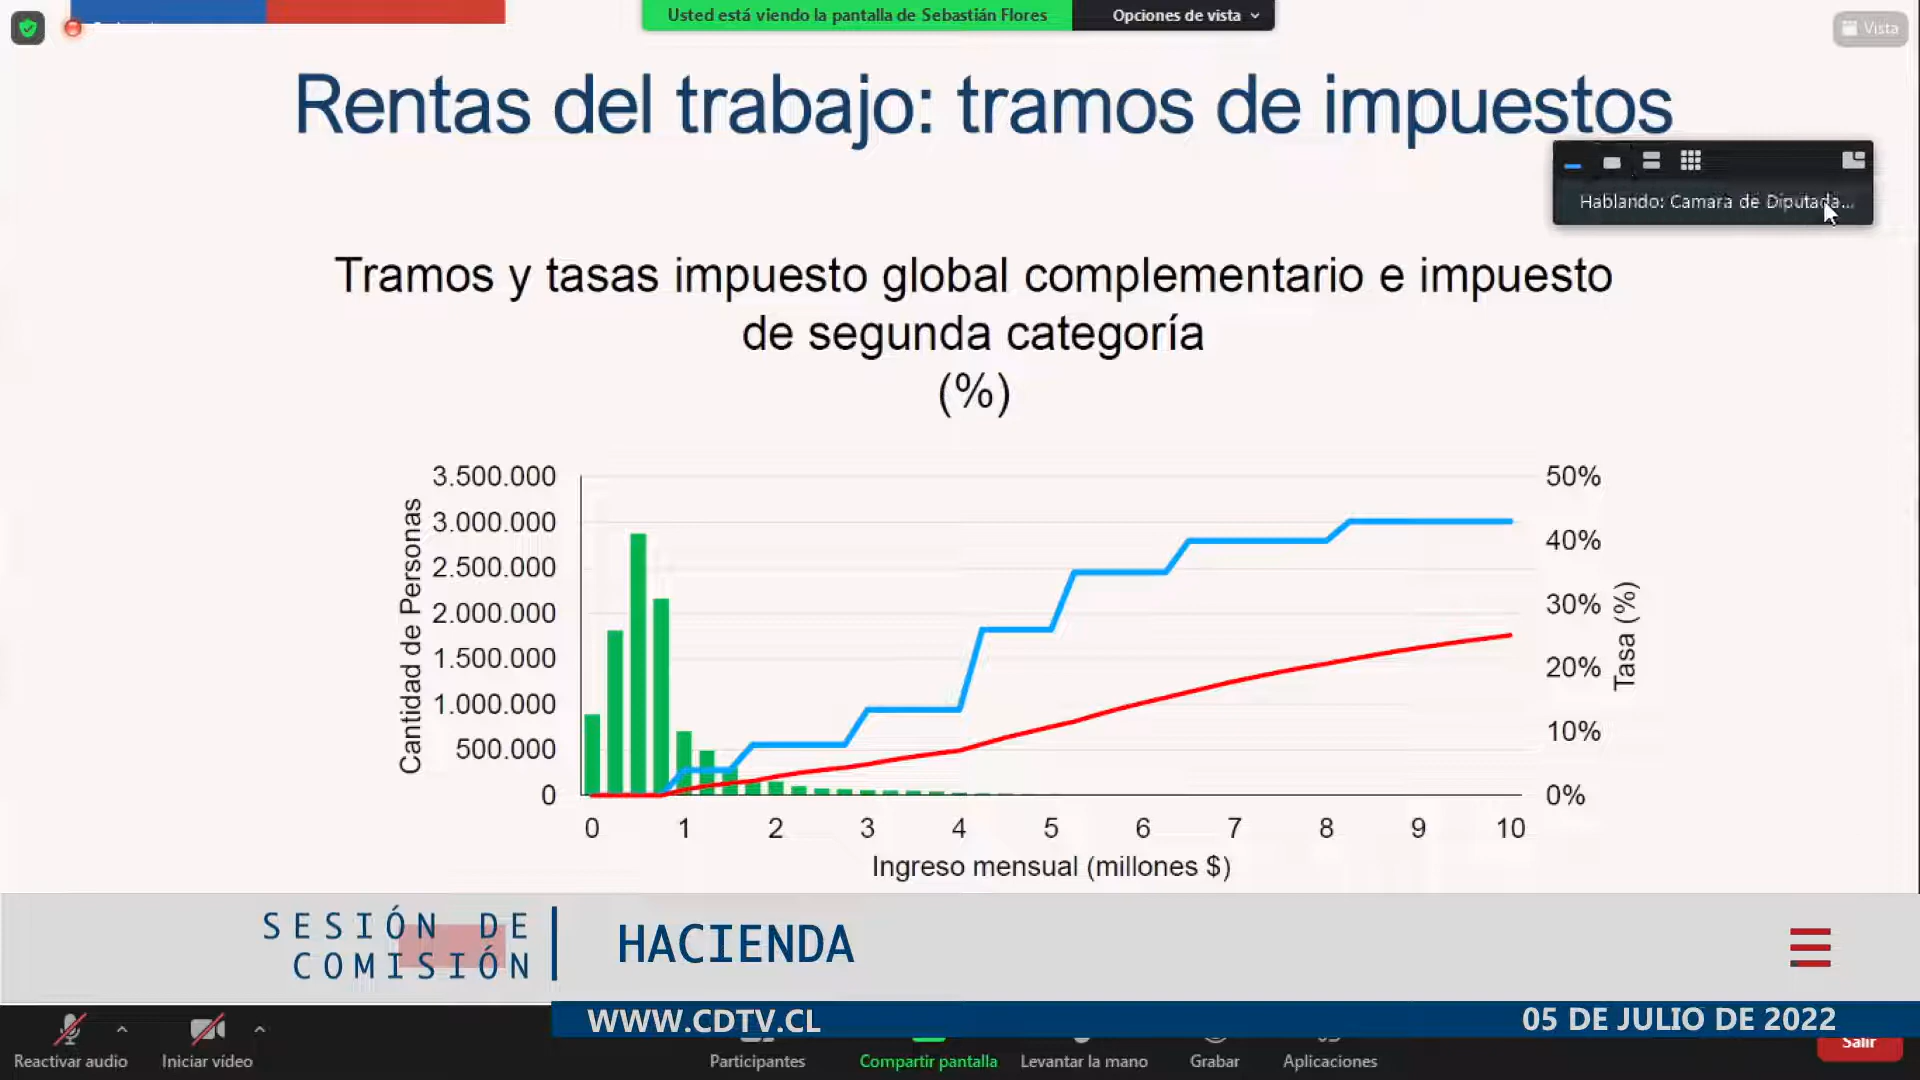 Usted está viendo la pantalla de Sebastián Flores
Opciones de vista
Vista
Rentas del trabajo: tramos de impuestos
Hablando: Camara de Diputada...
Tramos y tasas impuesto global complementario e impuesto
de segunda categoría
(%)
Cantidad de Personas
3.500.000
3.000.000
2.500.000
2.000.000
1.500.000
1.000.000
500.000
0
50%
40%
30%
20%
10%
0%
Tasa (%)
0 1 2 3 4 5 6 7 8 9 10
Ingreso mensual (millones $)
SESIÓN DE
COMISIÓN
HACIENDA
WWW.CDTV.CL
05 DE JULIO DE 2022
Reactivar audio
Iniciar vídeo
Participantes
Compartir pantalla
Levantar la mano
Grabar
Aplicaciones
Salir